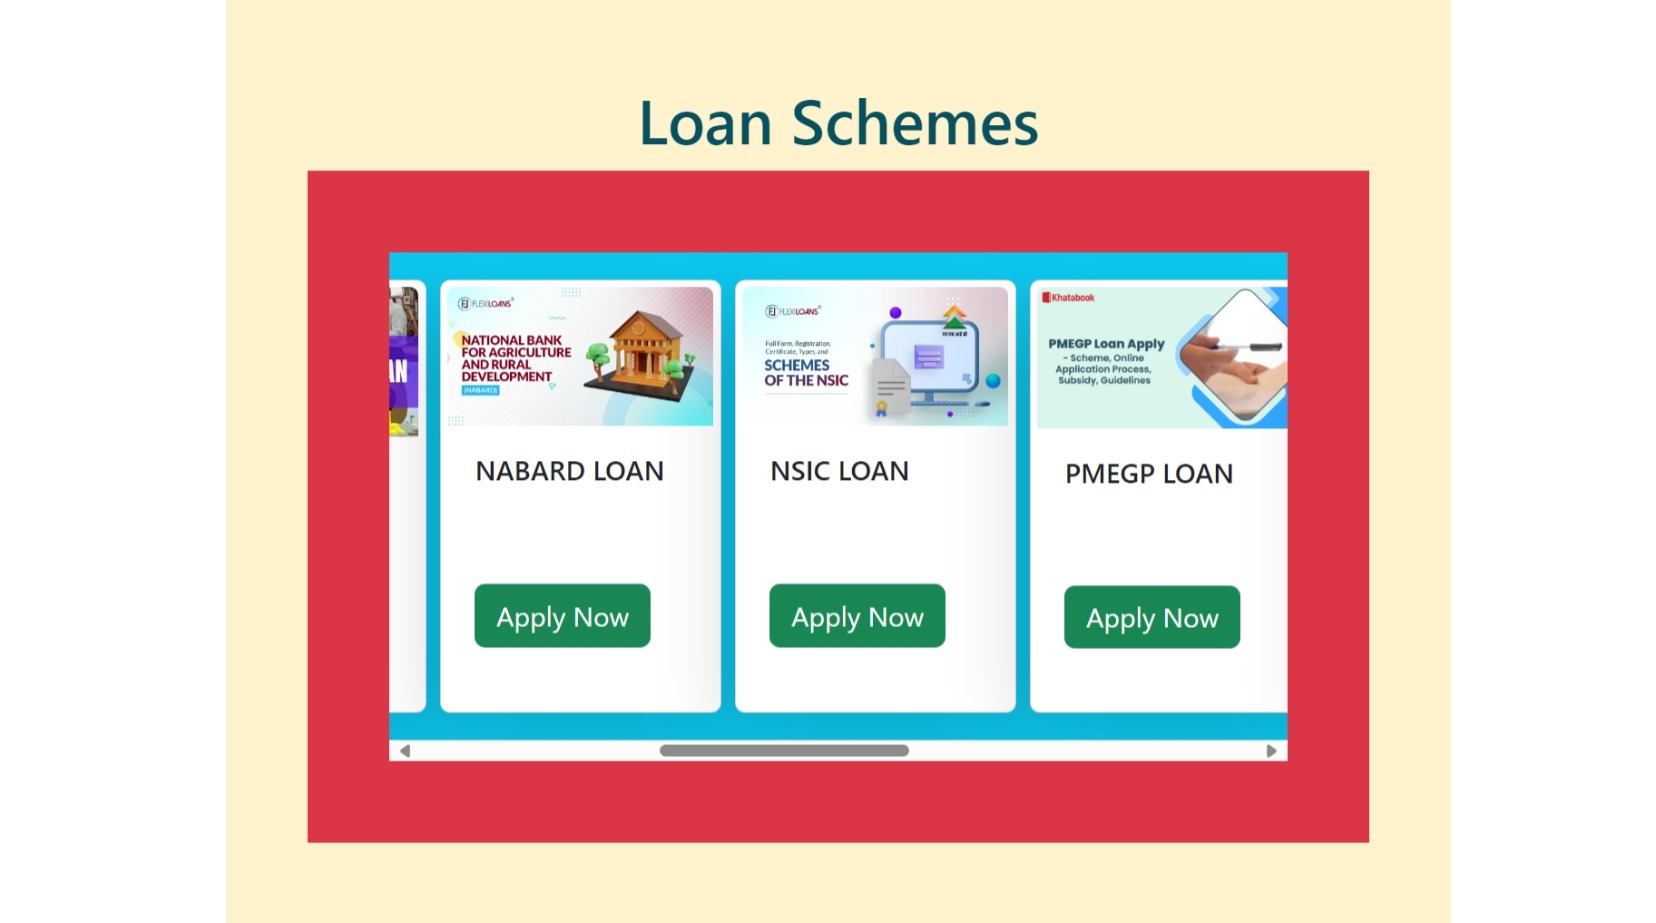 Loan Schemes
AN
FLEXILOANS
NATIONAL BANK
FOR AGRICULTURE
AND RURAL
DEVELOPMENT
(NABARD)
NABARD LOAN
Apply Now
FLEXILOANS
Full Form, Registration,
Certificate, Types, and
SCHEMES
OF THE NSIC
NSIC LOAN
Apply Now
Khatabook
PMEGP Loan Apply
- Scheme, Online
Application Process,
Subsidy, Guidelines
PMEGP LOAN
Apply Now